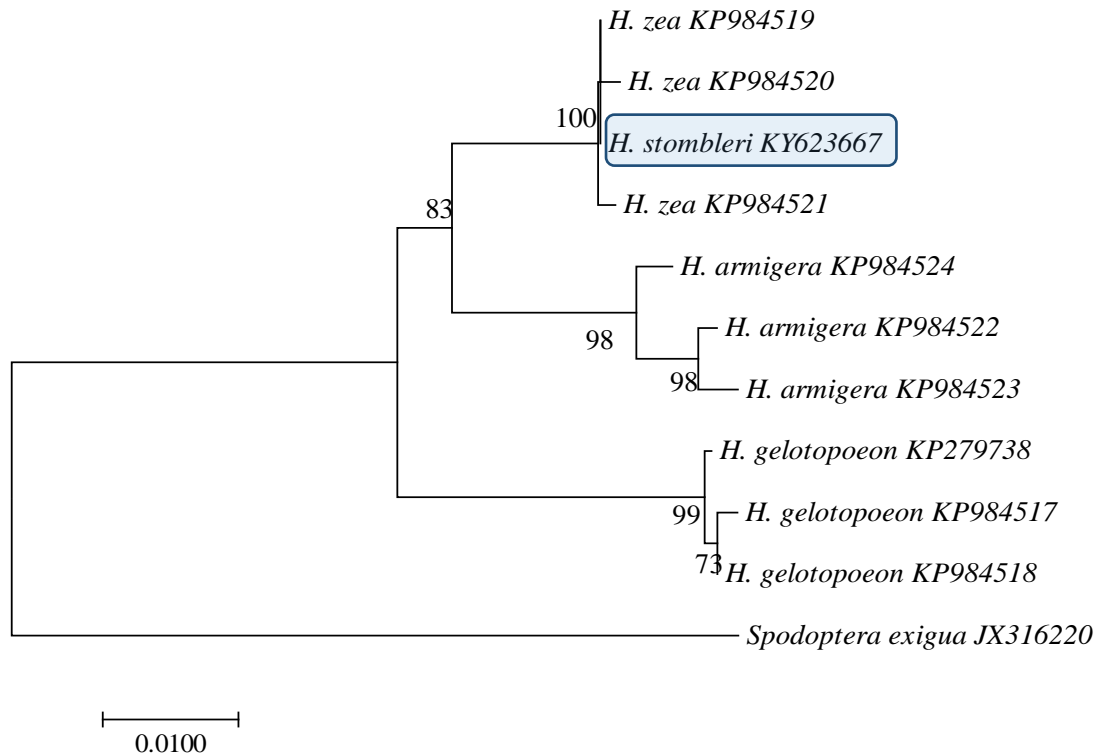 H. zea KP984519
H. zea KP984520
100
H. stombleri KY623667
H. zea KP984521
83
H. armigera KP984524
H. armigera KP984522
98
98
H. armigera KP984523
H. gelotopoeon KP279738
H. gelotopoeon KP984517
99
73
H. gelotopoeon KP984518
Spodoptera exigua JX316220
0.0100